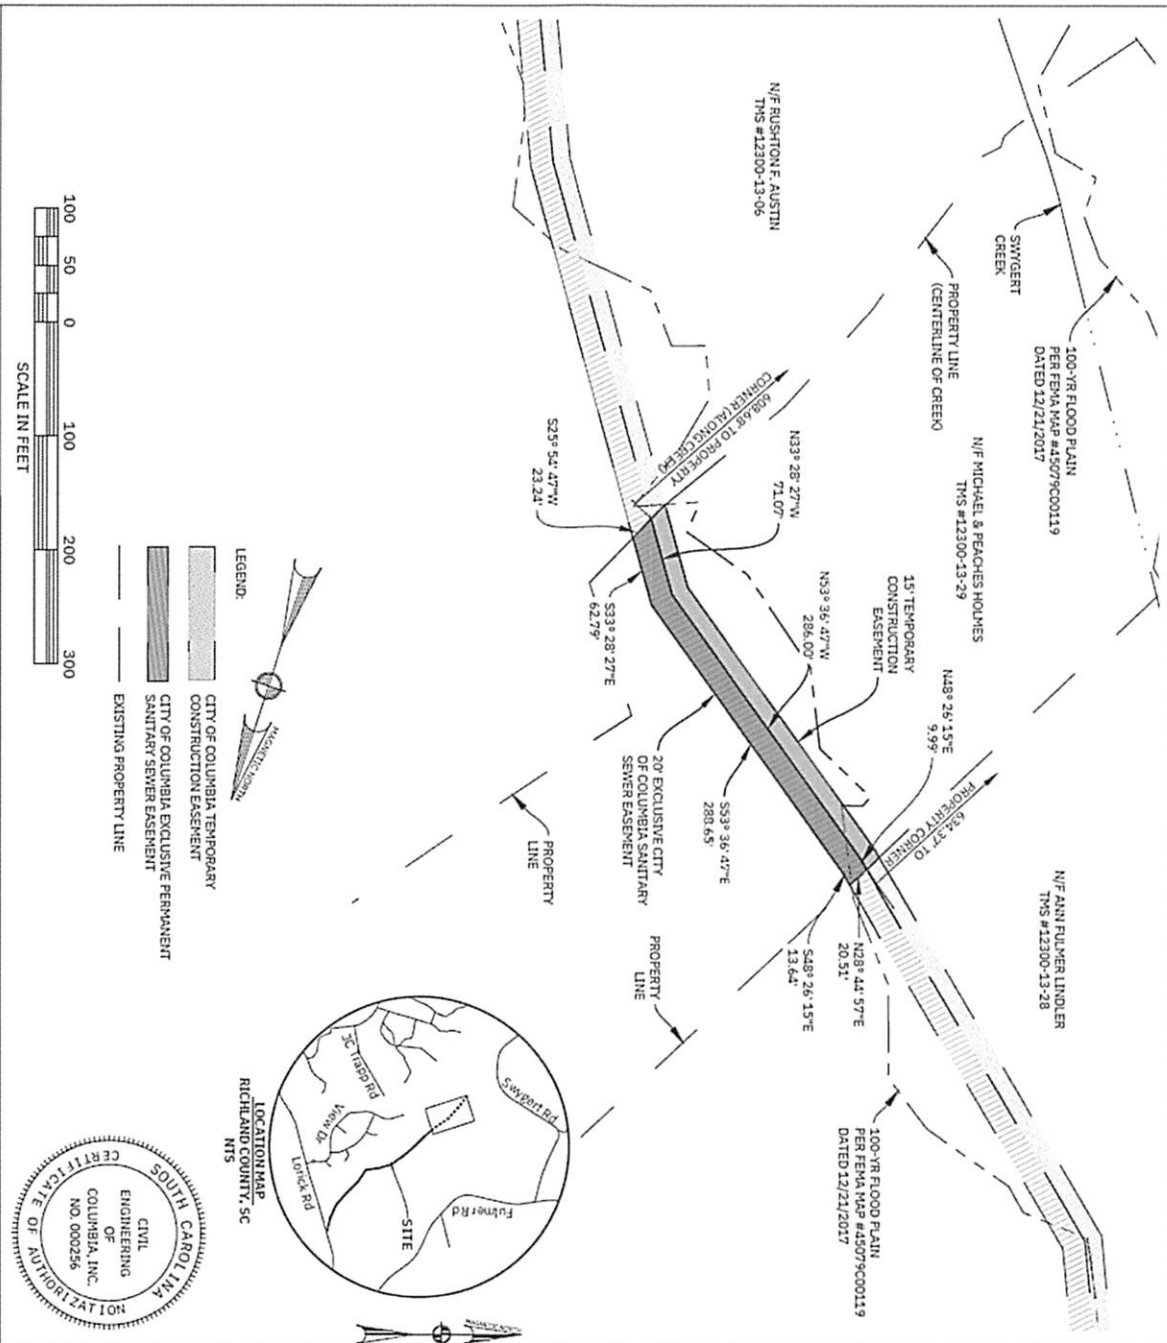 N/F RUSHTON F. AUSTIN
TMS #12300-13-06
SWYGERT
CREEK
PROPERTY LINE
(CENTERLINE OF CREEK)
100-YR FLOOD PLAIN
PER FEMA MAP #45079C00119
DATED 12/21/2017
N/F MICHAEL & PEACHES HOLMES
TMS #12300-13-29
608.68' TO PROPERTY
CORNER (ALONG CREEK)
N33° 28' 27"W
71.07'
S25° 54' 47"W
23.24'
S33° 28' 27"E
62.79'
N53° 36' 47"W
286.00'
15' TEMPORARY
CONSTRUCTION
EASEMENT
N48° 26' 15"E
9.99'
634.37' TO
PROPERTY CORNER
20' EXCLUSIVE CITY
OF COLUMBIA SANITARY
SEWER EASEMENT
S53° 36' 47"E
288.65'
N28° 44' 57"E
20.51'
S48° 26' 15"E
13.64'
PROPERTY
LINE
PROPERTY
LINE
N/F ANN FULMER LINDLER
TMS #12300-13-28
100-YR FLOOD PLAIN
PER FEMA MAP #45079C00119
DATED 12/21/2017
100 50 0 100 200 300
SCALE IN FEET
MAGNETIC NORTH
LEGEND:
CITY OF COLUMBIA TEMPORARY
CONSTRUCTION EASEMENT
CITY OF COLUMBIA EXCLUSIVE PERMANENT
SANITARY SEWER EASEMENT
EXISTING PROPERTY LINE
JC Trapp Rd
View Dr
Lorick Rd
Swygert Rd
Fulmer Rd
SITE
LOCATION MAP
RICHLAND COUNTY, SC
NTS
SOUTH CAROLINA
CIVIL
ENGINEERING
OF
COLUMBIA, INC.
NO. 000256
CERTIFICATE OF AUTHORIZATION